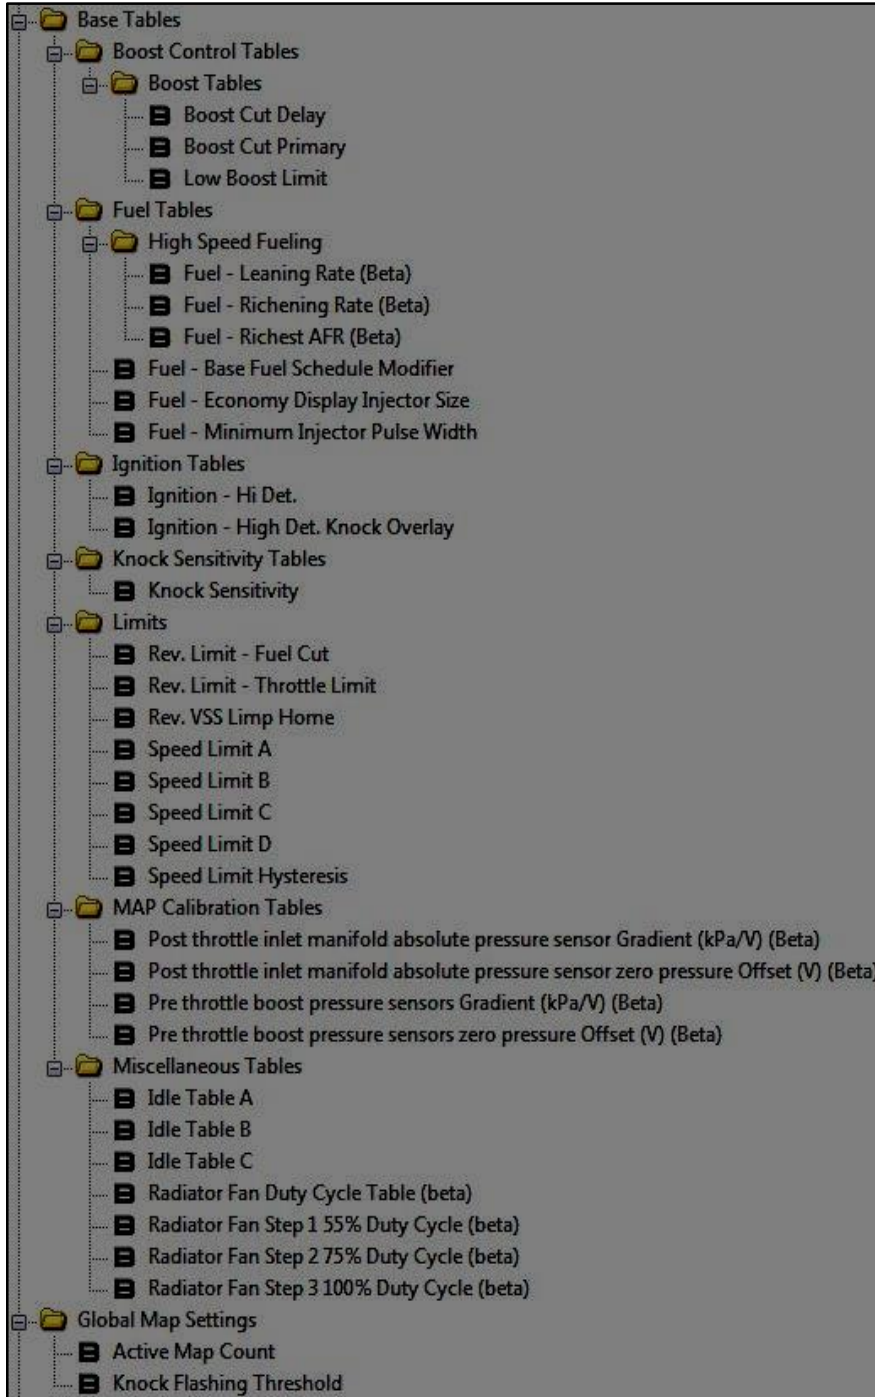 Base Tables
Boost Control Tables
Boost Tables
Boost Cut Delay
Boost Cut Primary
Low Boost Limit
Fuel Tables
High Speed Fueling
Fuel - Leaning Rate (Beta)
Fuel - Richening Rate (Beta)
Fuel - Richest AFR (Beta)
Fuel - Base Fuel Schedule Modifier
Fuel - Economy Display Injector Size
Fuel - Minimum Injector Pulse Width
Ignition Tables
Ignition - Hi Det.
Ignition - High Det. Knock Overlay
Knock Sensitivity Tables
Knock Sensitivity
Limits
Rev. Limit - Fuel Cut
Rev. Limit - Throttle Limit
Rev. VSS Limp Home
Speed Limit A
Speed Limit B
Speed Limit C
Speed Limit D
Speed Limit Hysteresis
MAP Calibration Tables
Post throttle inlet manifold absolute pressure sensor Gradient (kPa/V) (Beta)
Post throttle inlet manifold absolute pressure sensor zero pressure Offset (V) (Beta)
Pre throttle boost pressure sensors Gradient (kPa/V) (Beta)
Pre throttle boost pressure sensors zero pressure Offset (V) (Beta)
Miscellaneous Tables
Idle Table A
Idle Table B
Idle Table C
Radiator Fan Duty Cycle Table (beta)
Radiator Fan Step 1 55% Duty Cycle (beta)
Radiator Fan Step 2 75% Duty Cycle (beta)
Radiator Fan Step 3 100% Duty Cycle (beta)
Global Map Settings
Active Map Count
Knock Flashing Threshold